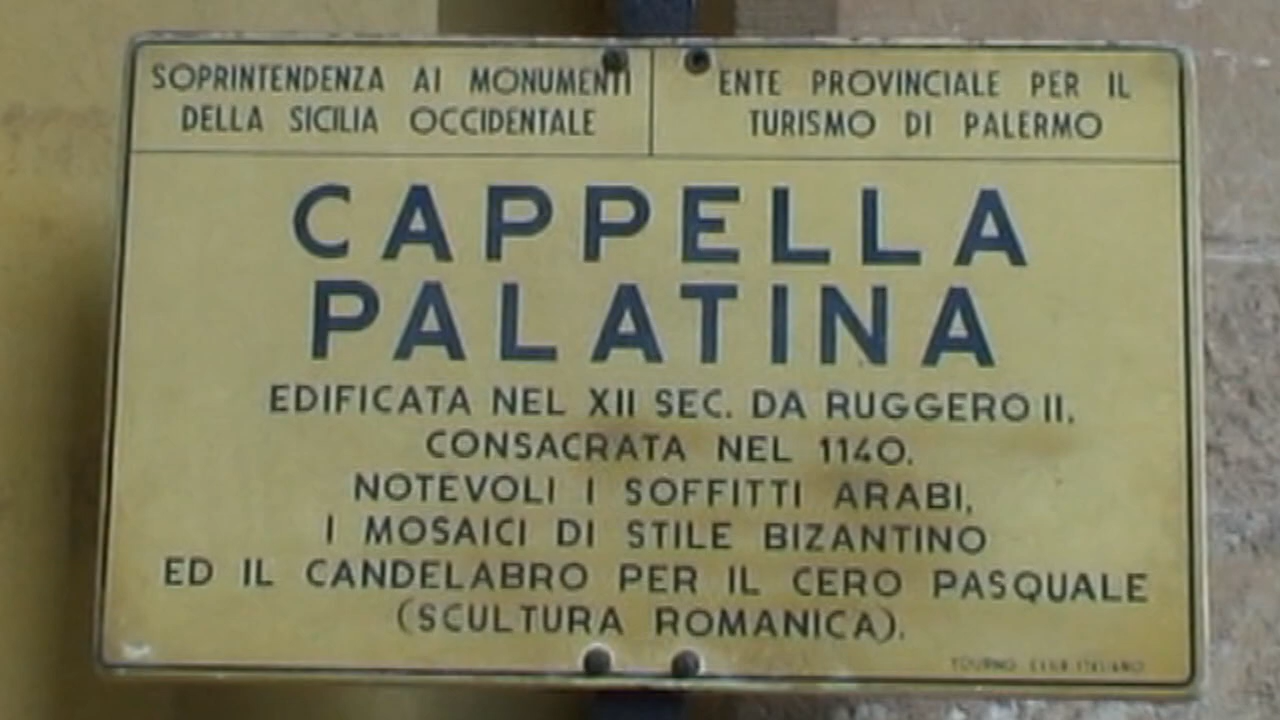 SOPRINTENDENZA AI MONUMENTI
DELLA SICILIA OCCIDENTALE
ENTE PROVINCIALE PER IL
TURISMO DI PALERMO
CAPPELLA
PALATINA
EDIFICATA NEL XII SEC. DA RUGGERO II.
CONSACRATA NEL 1140.
NOTEVOLI I SOFFITTI ARABI,
I MOSAICI DI STILE BIZANTINO
ED IL CANDELABRO PER IL CERO PASQUALE
(SCULTURA ROMANICA).
TOURING CLUB ITALIANO